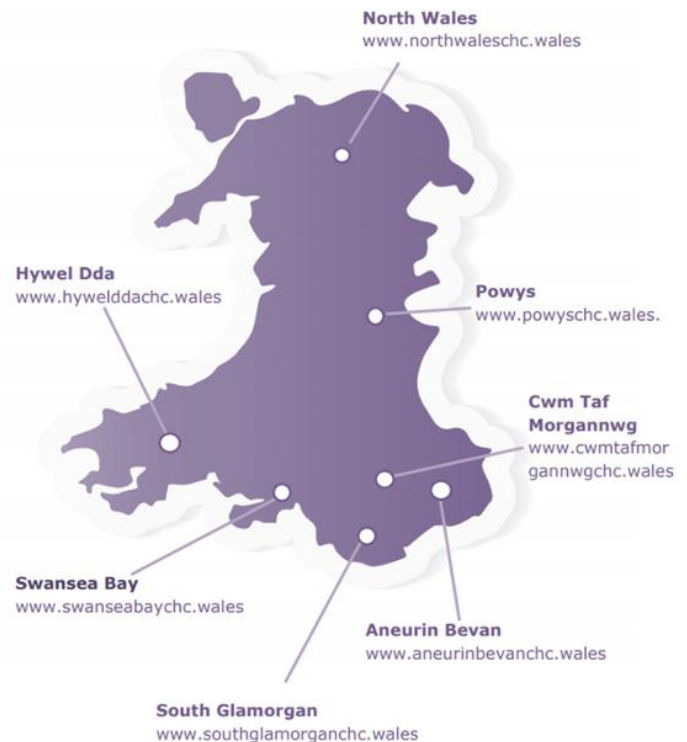 North Wales
www.northwaleschc.wales
Hywel Dda
www.hywelddachc.wales
Powys
www.powyschc.wales.
Cwm Taf
Morgannwg
www.cwmtafmor
gannwgchc.wales
Swansea Bay
www.swanseabaychc.wales
Aneurin Bevan
www.aneurinbevanchc.wales
South Glamorgan
www.southglamorganchc.wales